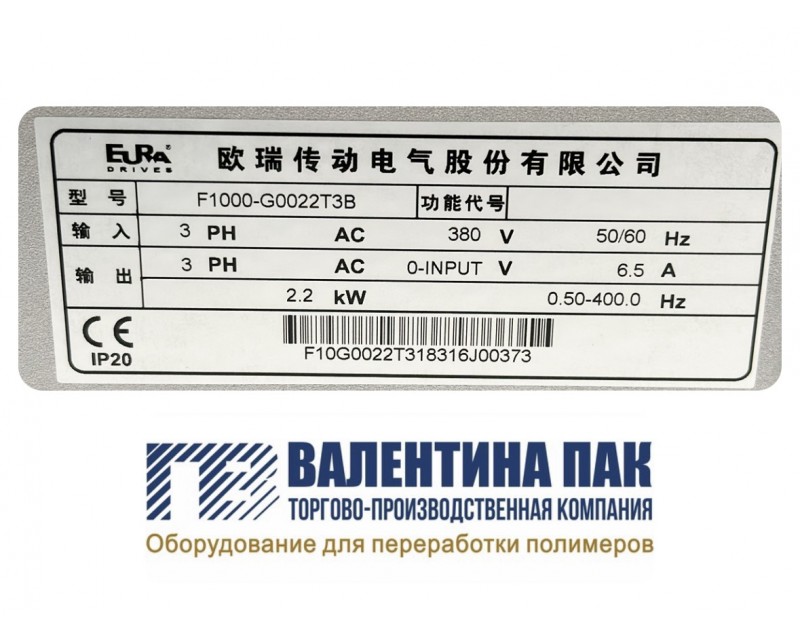 EURA DRIVES 欧瑞传动电气股份有限公司
型号 F1000-G0022T3B 功能代号
输入 3 PH AC 380 V 50/60 Hz
输出 3 PH AC 0-INPUT V 6.5 A
2.2 kW 0.50-400.0 Hz
CE
IP20
F10G0022T318316J00373
ВАЛЕНТИНА ПАК
ТОРГОВО-ПРОИЗВОДСТВЕННАЯ КОМПАНИЯ
Оборудование для переработки полимеров